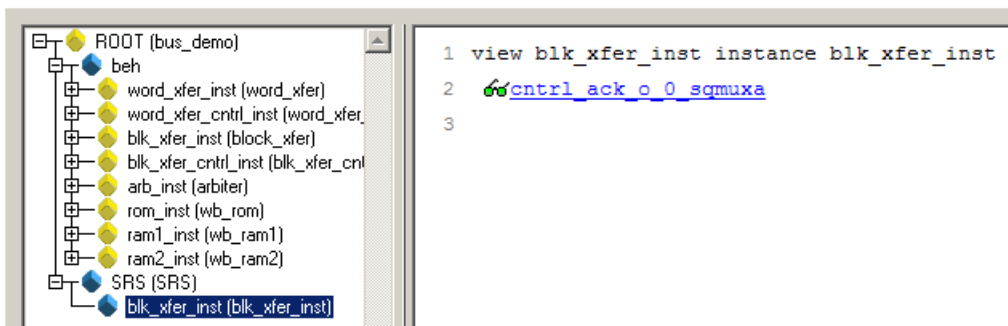 ROOT (bus_demo)
beh
word_xfer_inst (word_xfer)
word_xfer_cntrl_inst (word_xfer_
blk_xfer_inst (block_xfer)
blk_xfer_cntrl_inst (blk_xfer_cnt
arb_inst (arbiter)
rom_inst (wb_rom)
ram1_inst (wb_ram1)
ram2_inst (wb_ram2)
SRS (SRS)
blk_xfer_inst (blk_xfer_inst)
1 view blk_xfer_inst instance blk_xfer_inst
2 cntrl_ack_o_0_sqmuxa
3